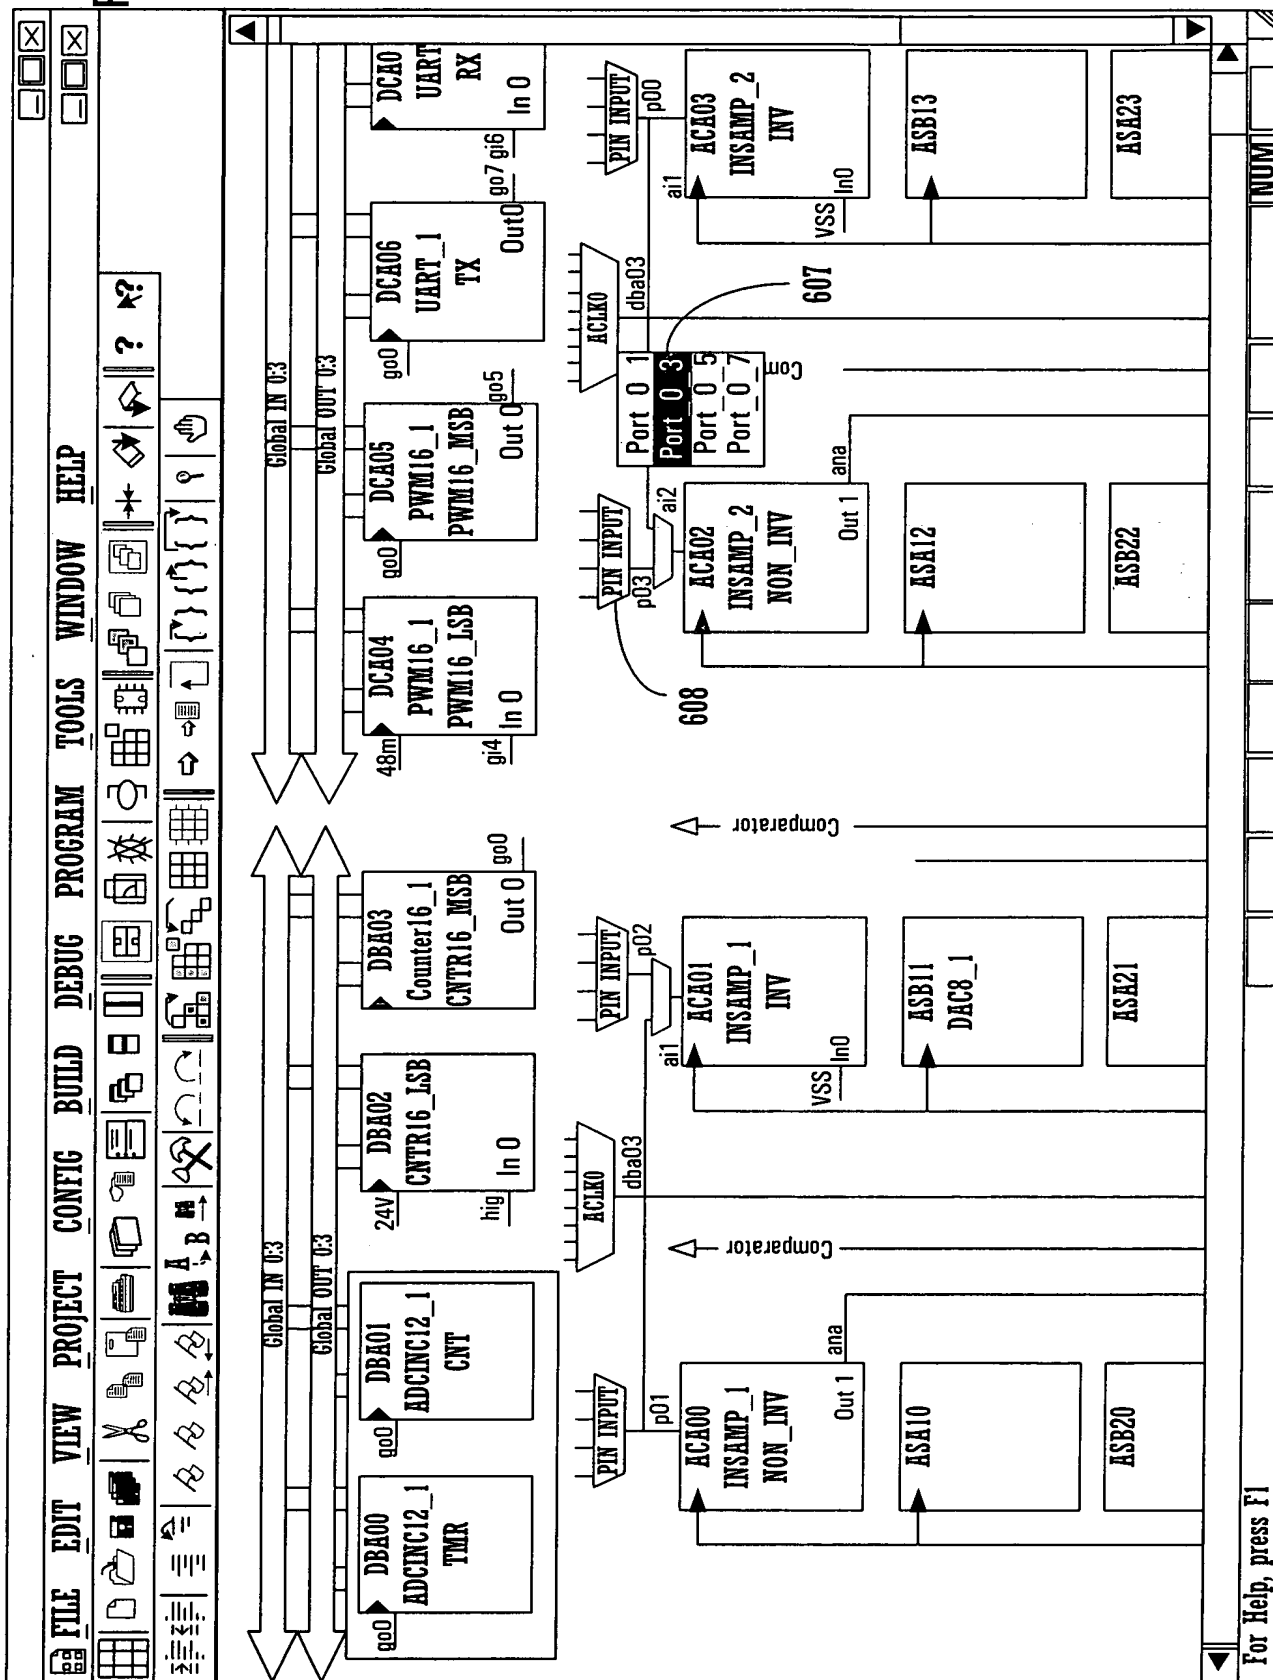 FILE EDIT VIEW PROJECT CONFIG BUILD DEBUG PROGRAM TOOLS WINDOW HELP
? ?
A B
Global IN 0:3
Global IN 0:3
Global OUT 0:3
Global OUT 0:3
go0
DBA00
ADCINC12_1
TMR
go0
DBA01
ADCINC12_1
CNT
24V
DBA02
CNTR16_LSB
hig
In 0
DBA03
Counter16_1
CNTR16_MSB
Out 0
go0
48m
DCA04
PWM16_1
PWM16_LSB
gi4
In 0
go0
DCA05
PWM16_1
PWM16_MSB
Out 0
go5
go0
DCA06
UART_1
TX
Out0
go7
gi6
DCA0
UART
RX
In 0
PIN INPUT
p01
ACLK0
dba03
PIN INPUT
p02
608
PIN INPUT
p03
ACLK0
dba03
PIN INPUT
p00
Port_0_1
Port_0_3
Port_0_5
Port_0_7
607
Com
ACA00
INSAMP_1
NON_INV
Out 1
ana
Comparator
ai1
ACA01
INSAMP_1
INV
VSS
In0
Comparator
ai2
ACA02
INSAMP_2
NON_INV
Out 1
ana
ai1
ACA03
INSAMP_2
INV
VSS
In0
ASA10
ASB11
DAC8_1
ASA12
ASB13
ASB20
ASA21
ASB22
ASA23
For Help, press F1
NUM